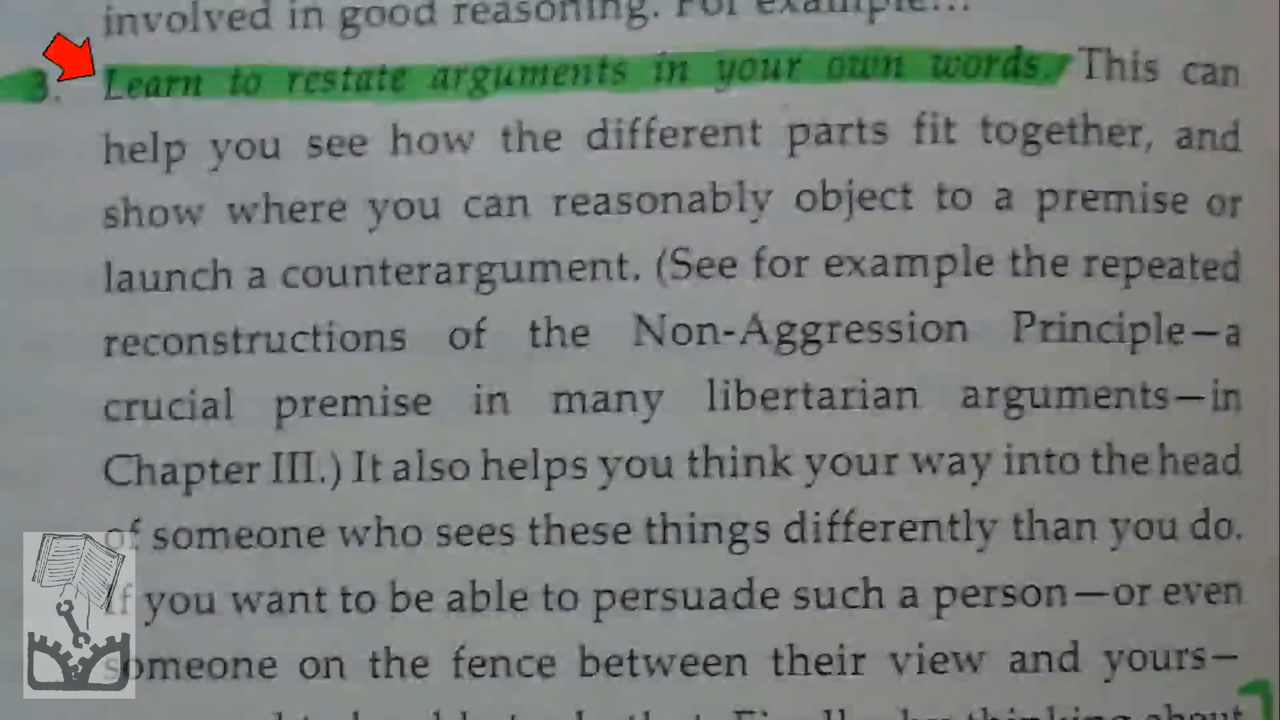 involved in good reasoning. For example...
3. Learn to restate arguments in your own words. This can
help you see how the different parts fit together, and
show where you can reasonably object to a premise or
launch a counterargument. (See for example the repeated
reconstructions of the Non-Aggression Principle—a
crucial premise in many libertarian arguments—in
Chapter III.) It also helps you think your way into the head
of someone who sees these things differently than you do.
If you want to be able to persuade such a person—or even
someone on the fence between their view and yours—
thinking about